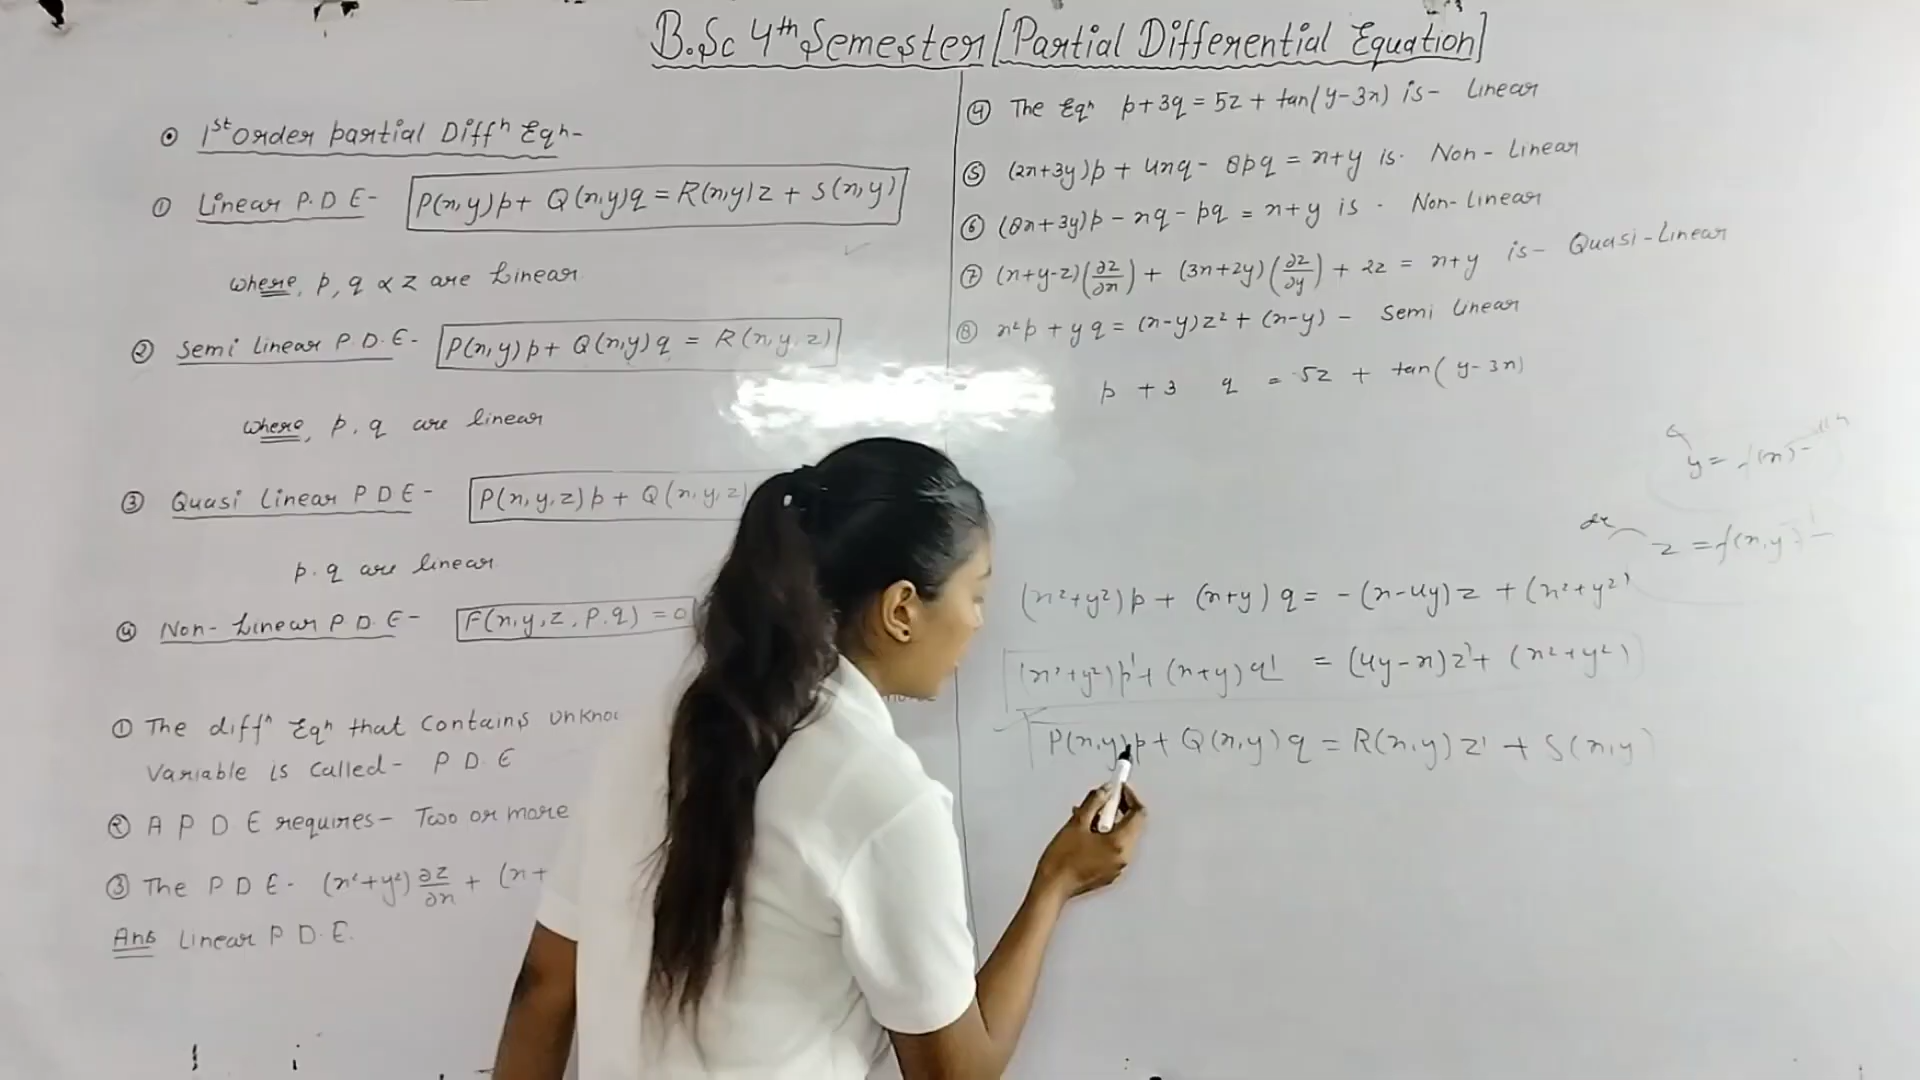 B.Sc 4th Semester [Partial Differential Equation]
⊙ 1st Order partial Diffn Eqn-
① Linear P.D E- P(x,y)p + Q(x,y)q = R(x,y)z + S(x,y)
where, p, q & z are Linear
② Semi Linear P.D.E- P(x,y)p + Q(x,y)q = R(x,y,z)
where, p, q are linear
③ Quasi Linear P D E- P(x,y,z)p + Q(x,y,z)
p.q are linear
④ Non-Linear P D.E- F(x,y,z,p.q) = 0
① The diffn Eqn that contains
Variable is called- P D E
② A P D E requires- Two or more
③ The P D E- (x²+y²) ∂z/∂x + (x+
Ans Linear P D.E.
④ The Eqn p+3q = 5z + tan(y-3x) is- Linear
⑤ (2x+3y)p + 4xq - 8pq = x+y is. Non-Linear
⑥ (8x+3y)p - xq - pq = x+y is - Non-Linear
⑦ (x+y-z)(∂z/∂x) + (3x+2y)(∂z/∂y) + 2z = x+y is- Quasi-Linear
⑧ x²p + yq = (x-y)z² + (x-y) - Semi Linear
p + 3 q = 5z + tan(y-3x)
y = f(x)-
z = f(x,y)-
(x²+y²)p + (x+y)q = -(x-4y)z + (x²+y²)
(x²+y²)p¹ + (x+y)q¹ = (4y-x)z¹ + (x²+y²)
P(x,y)p + Q(x,y)q = R(x,y)z¹ + S(x,y)